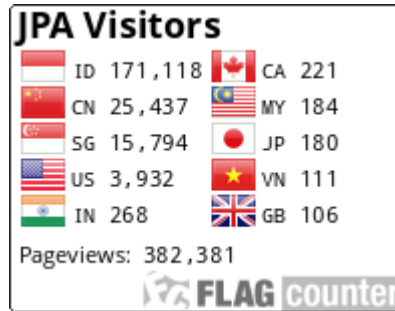 JPA Visitors
ID 171,118 CA 221
CN 25,437 MY 184
SG 15,794 JP 180
US 3,932 VN 111
IN 268 GB 106
Pageviews: 382,381
FLAG counter